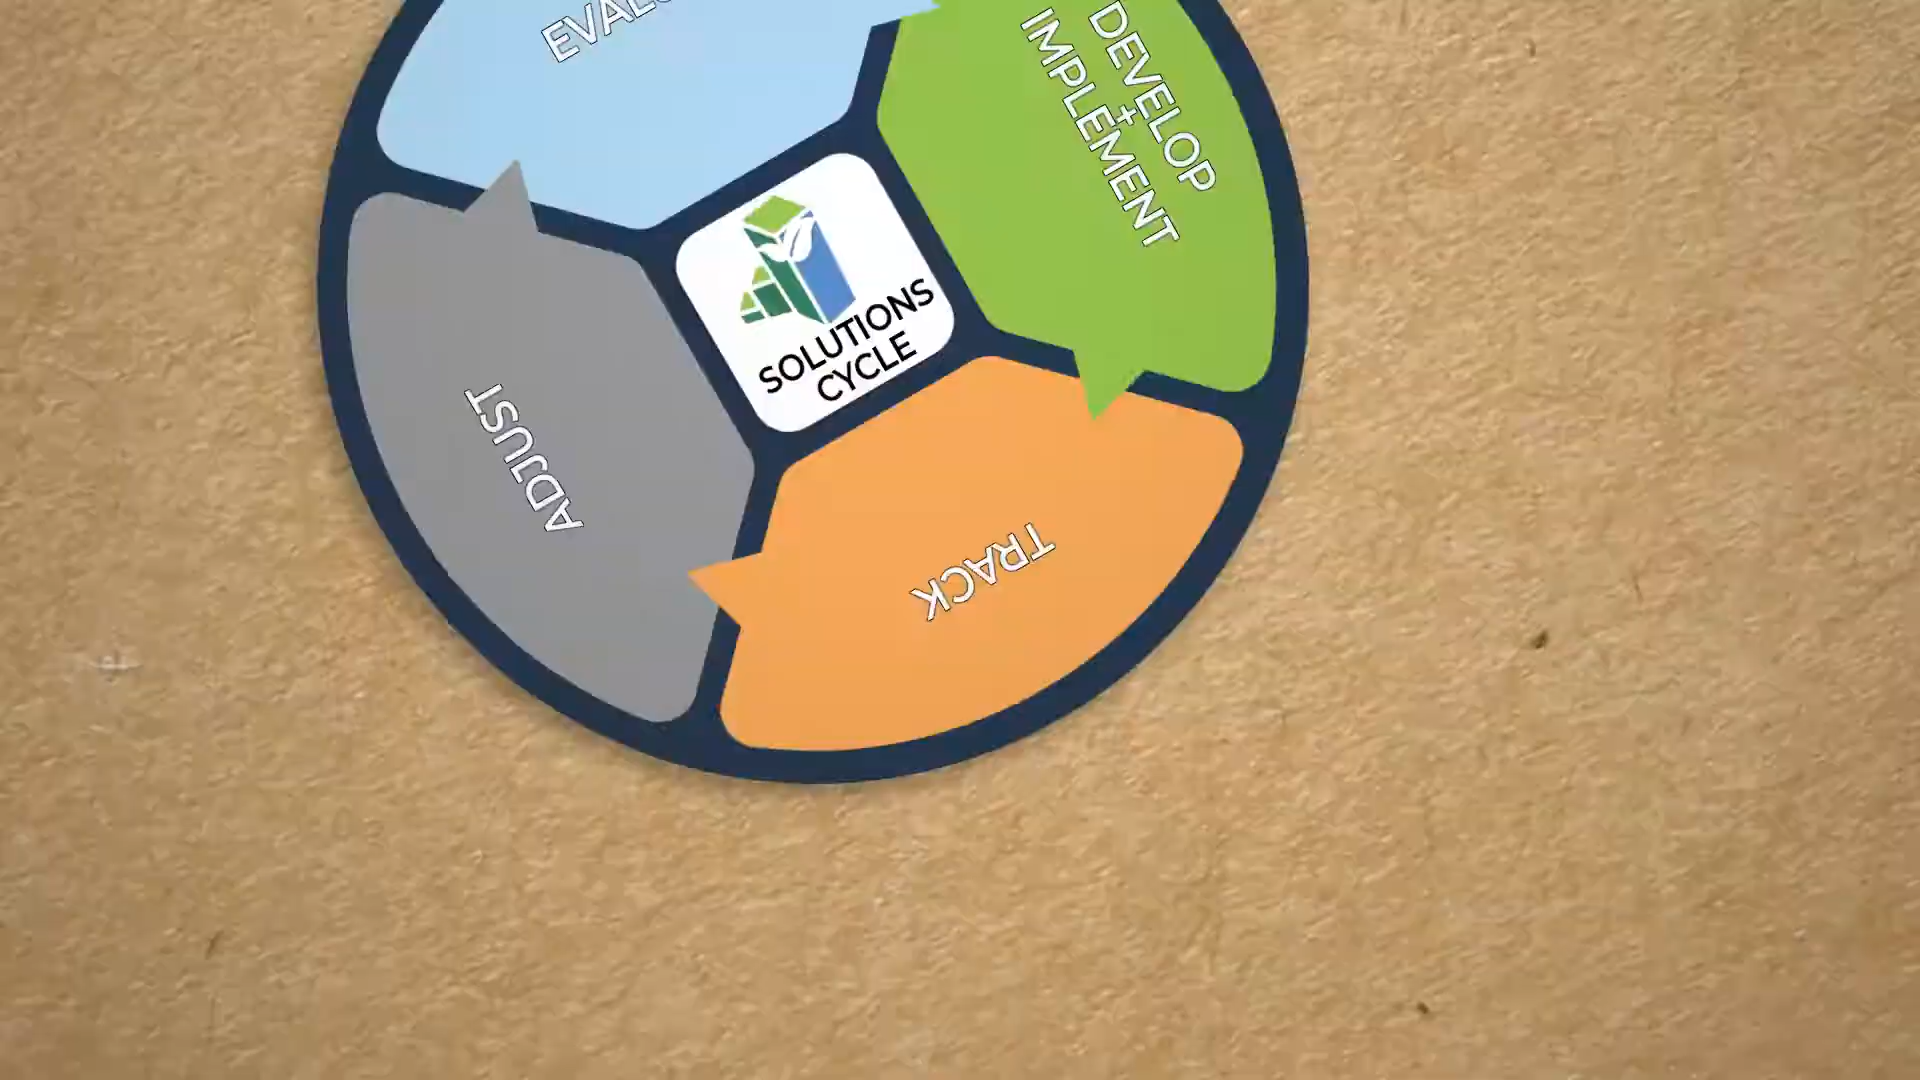 DEVELOP
+
IMPLEMENT
SOLUTIONS
CYCLE
ADJUST
TRACK